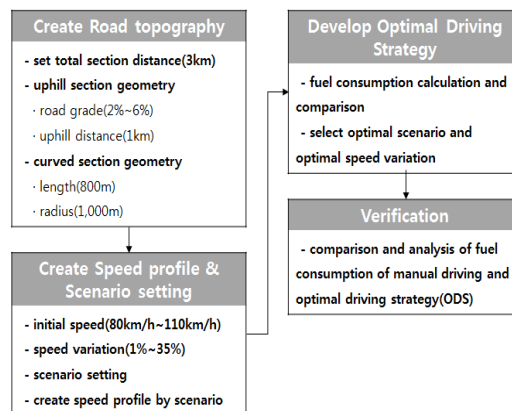 Create Road topography
- set total section distance(3km)
- uphill section geometry
· road grade(2%~6%)
· uphill distance(1km)
- curved section geometry
· length(800m)
· radius(1,000m)
Create Speed profile &
Scenario setting
- initial speed(80km/h~110km/h)
- speed variation(1%~35%)
- scenario setting
- create speed profile by scenario
Develop Optimal Driving
Strategy
- fuel consumption calculation and
comparison
- select optimal scenario and
optimal speed variation
Verification
- comparison and analysis of fuel
consumption of manual driving and
optimal driving strategy(ODS)